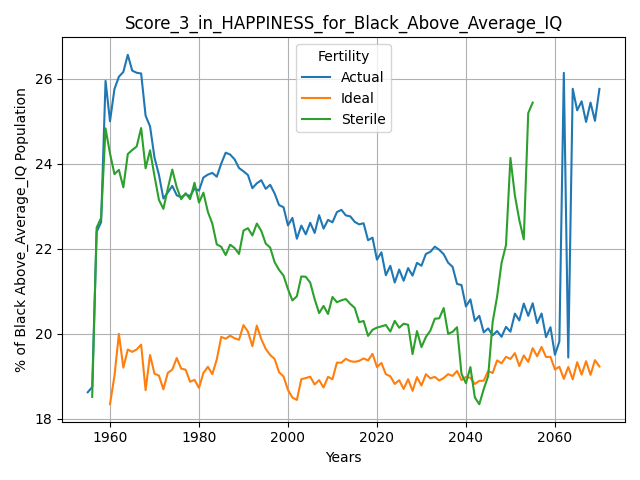 Score_3_in_HAPPINESS_for_Black_Above_Average_IQ
Fertility
Actual
Ideal
Sterile
% of Black Above_Average_IQ Population
26
24
22
20
18
1960
1980
2000
2020
2040
2060
Years